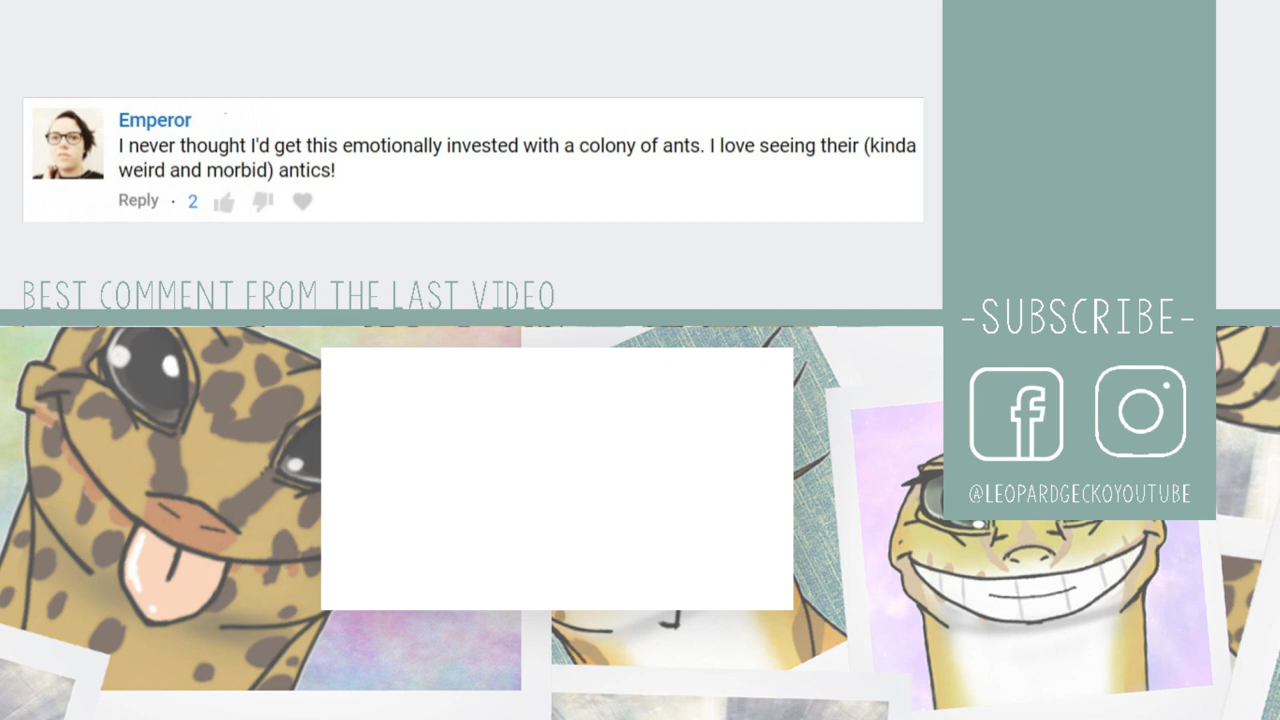 Emperor
I never thought I'd get this emotionally invested with a colony of ants. I love seeing their (kinda
weird and morbid) antics!
Reply · 2
BEST COMMENT FROM THE LAST VIDEO
-SUBSCRIBE-
@LEOPARDGECKOYOUTUBE